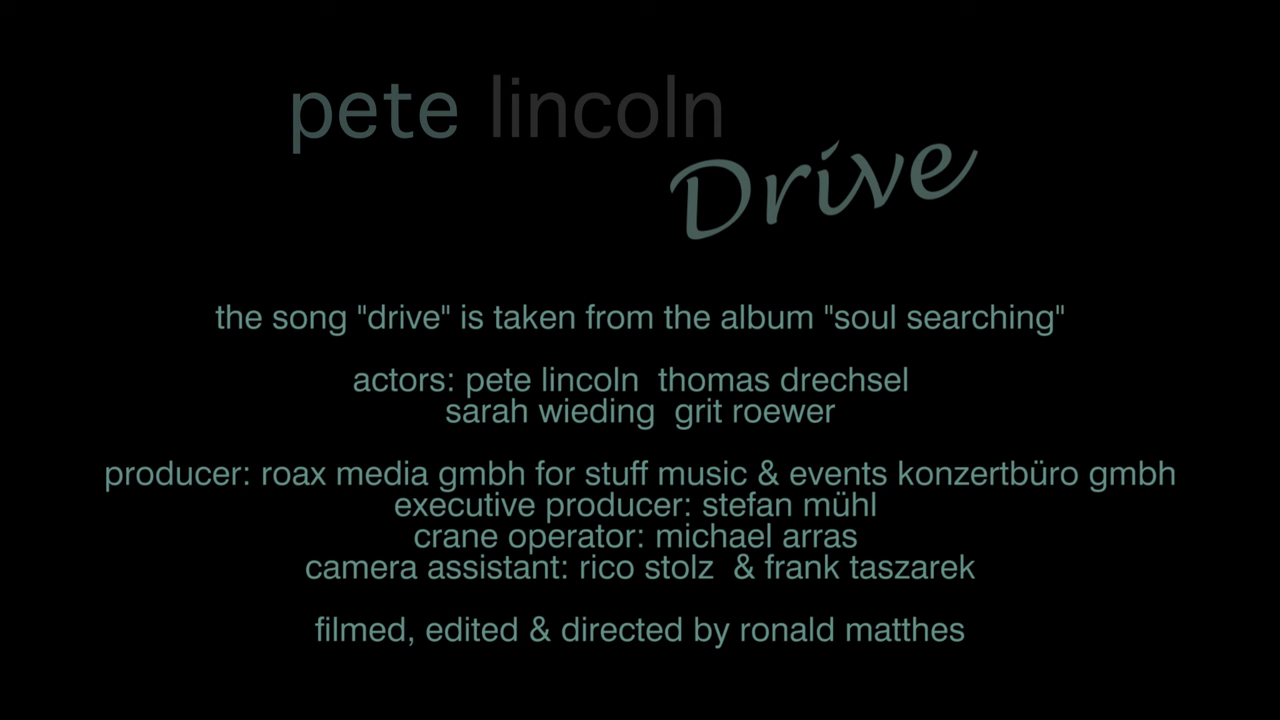 pete lincoln
Drive
the song "drive" is taken from the album "soul searching"
actors: pete lincoln  thomas drechsel
sarah wieding  grit roewer
producer: roax media gmbh for stuff music & events konzertbüro gmbh
executive producer: stefan mühl
crane operator: michael arras
camera assistant: rico stolz  & frank taszarek
filmed, edited & directed by ronald matthes